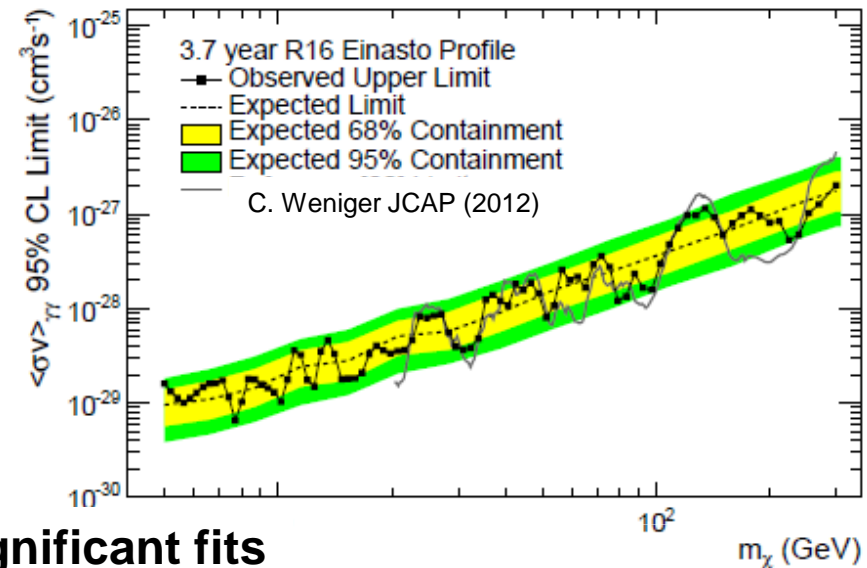 10⁻²⁵
10⁻²⁶
10⁻²⁷
10⁻²⁸
10⁻²⁹
10⁻³⁰
<σv>γγ 95% CL Limit (cm³s⁻¹)
3.7 year R16 Einasto Profile
Observed Upper Limit
Expected Limit
Expected 68% Containment
Expected 95% Containment
C. Weniger JCAP (2012)
10²
mχ (GeV)
gnificant fits